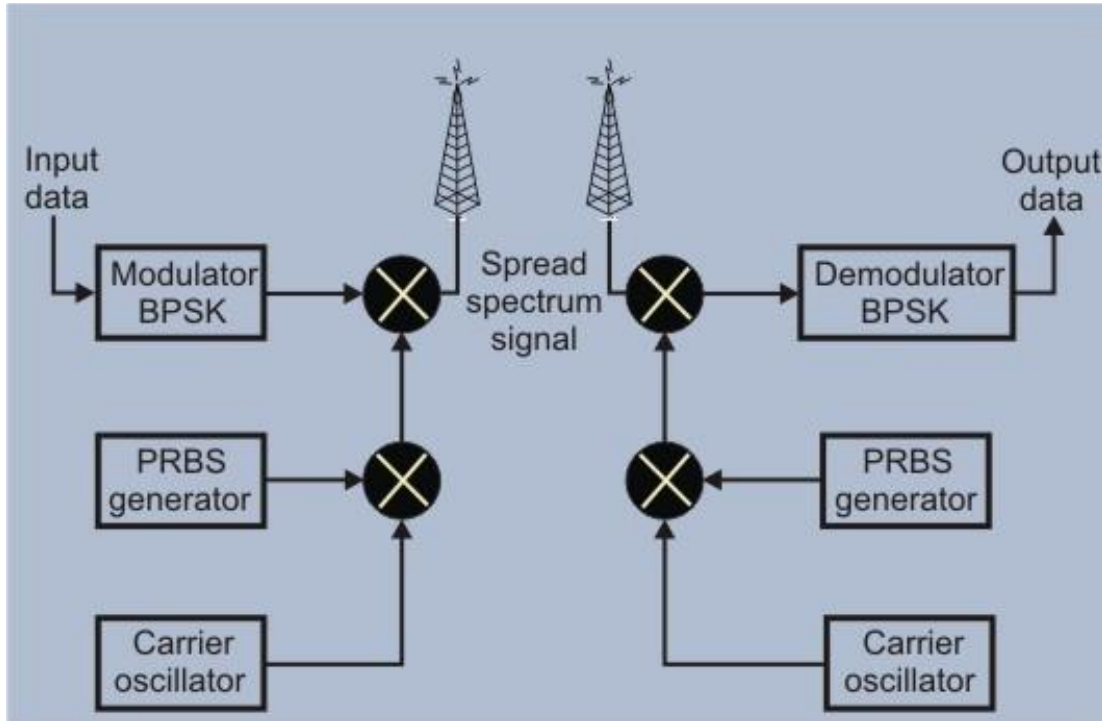 Input
data
Output
data
Modulator
BPSK
Spread
spectrum
signal
Demodulator
BPSK
PRBS
generator
PRBS
generator
Carrier
oscillator
Carrier
oscillator